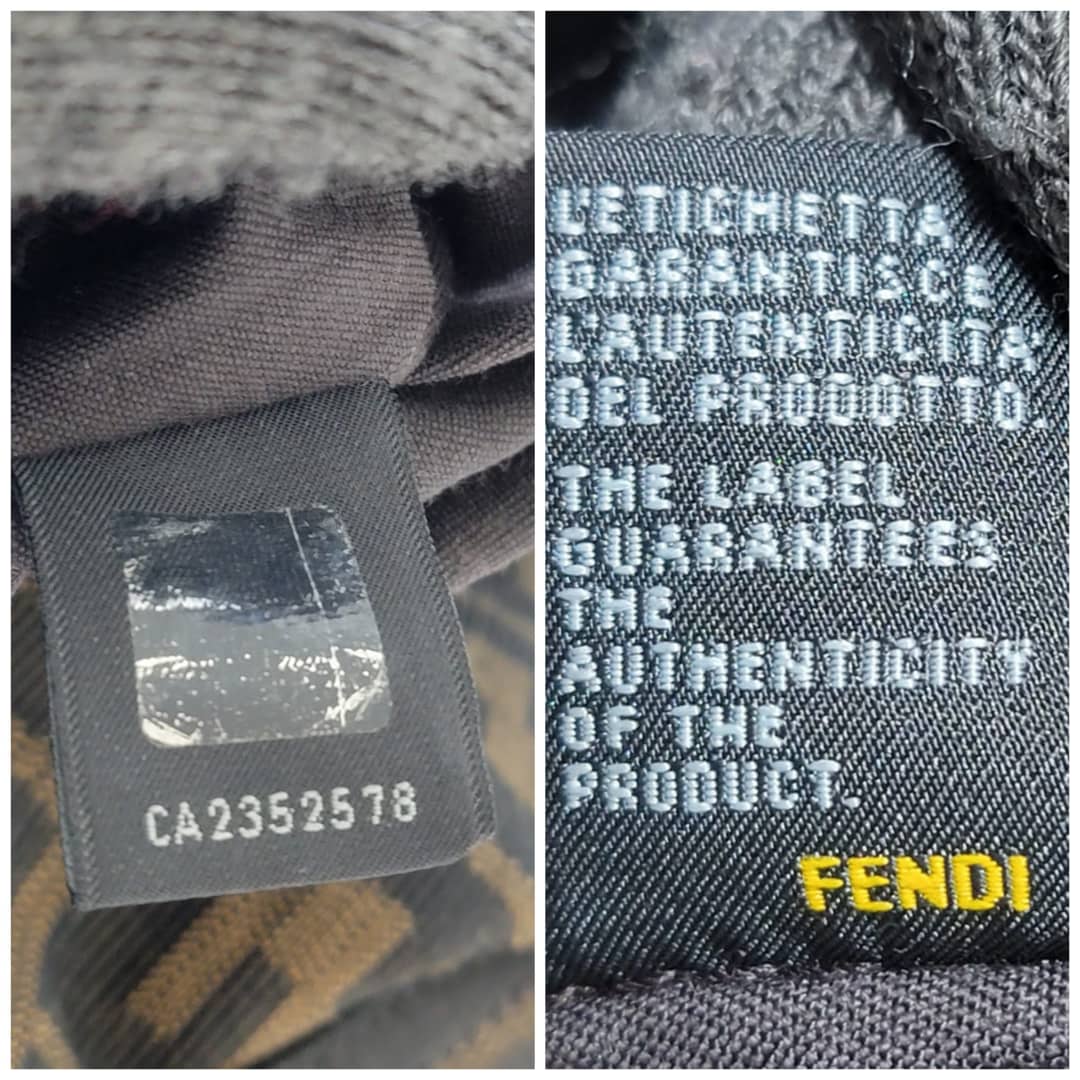 CA2352578
L'ETICHETTA
GARANTISCE
L'AUTENTICITA
DEL PRODOTTO.
THE LABEL
GUARANTEES
THE
AUTHENTICITY
OF THE
PRODUCT.
FENDI